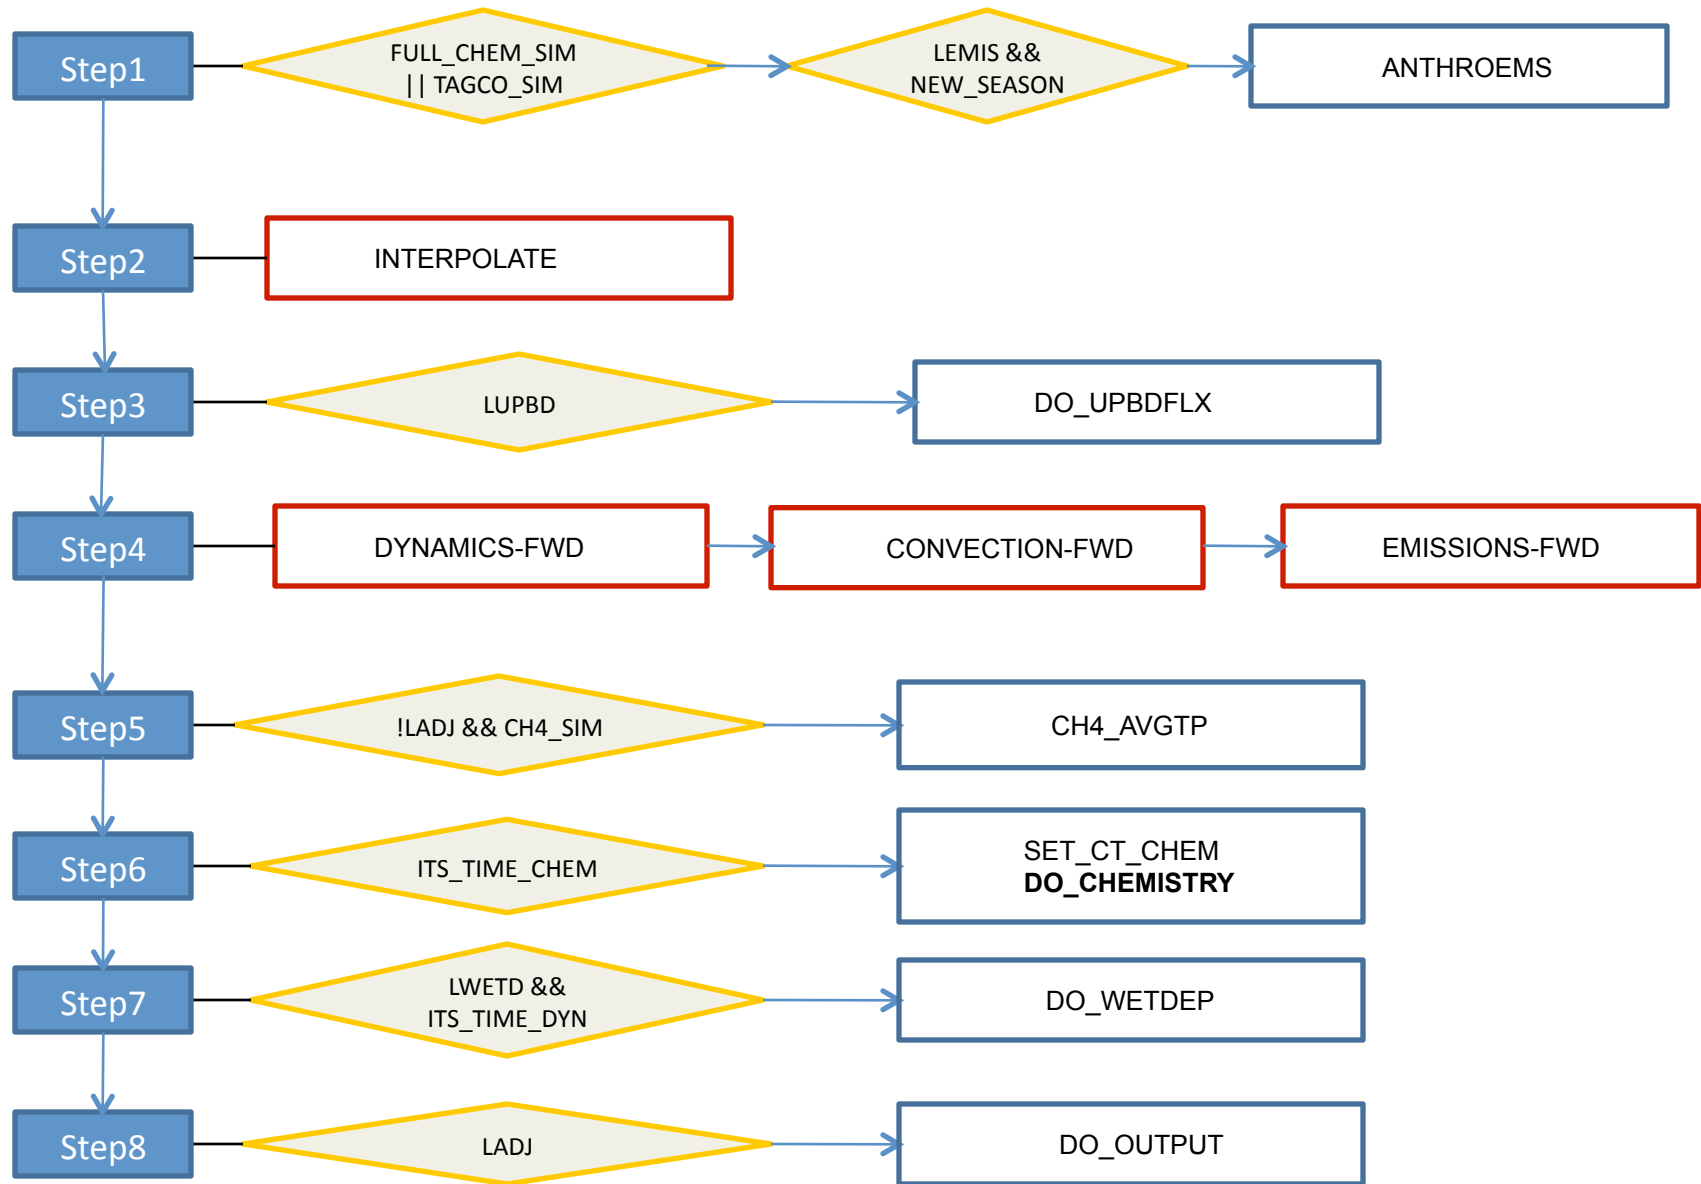 Step1
FULL_CHEM_SIM
|| TAGCO_SIM
LEMIS &&
NEW_SEASON
ANTHROEMS
Step2
INTERPOLATE
Step3
LUPBD
DO_UPBDFLX
Step4
DYNAMICS-FWD
CONVECTION-FWD
EMISSIONS-FWD
Step5
!LADJ && CH4_SIM
CH4_AVGTP
Step6
ITS_TIME_CHEM
SET_CT_CHEM
DO_CHEMISTRY
Step7
LWETD &&
ITS_TIME_DYN
DO_WETDEP
Step8
LADJ
DO_OUTPUT